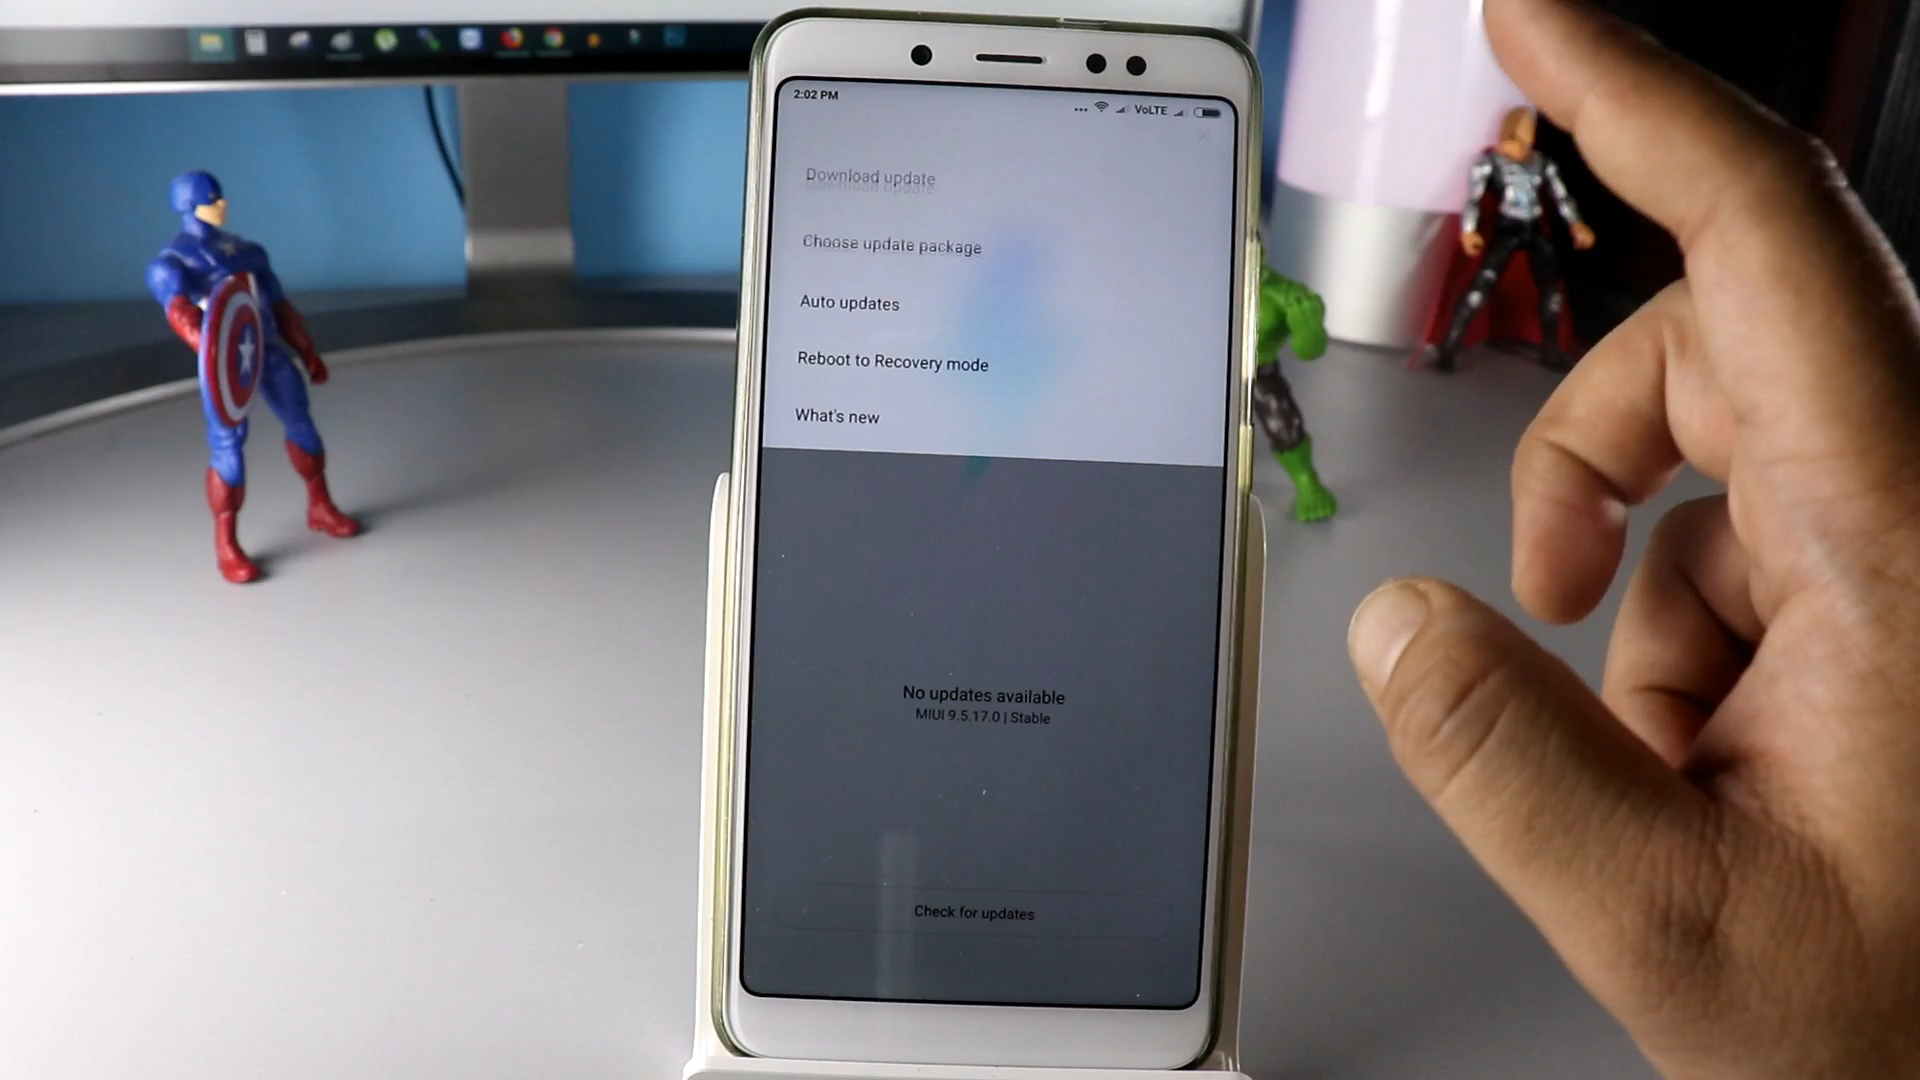 2:02 PM
VoLTE
Download update
Choose update package
Auto updates
Reboot to Recovery mode
What's new
No updates available
MIUI 9.5.17.0 | Stable
Check for updates